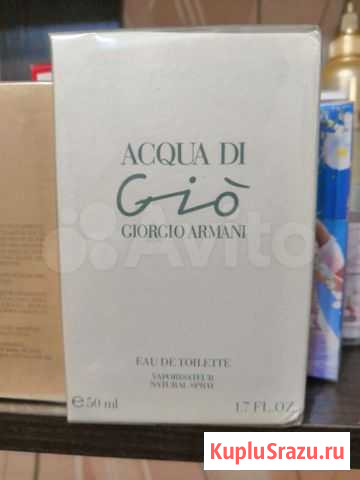 ACQUA DI
Giò
GIORGIO ARMANI
Avito
EAU DE TOILETTE
VAPORISATEUR
NATURAL SPRAY
e 50 ml 1.7 FL.OZ.
KupluSrazu.ru